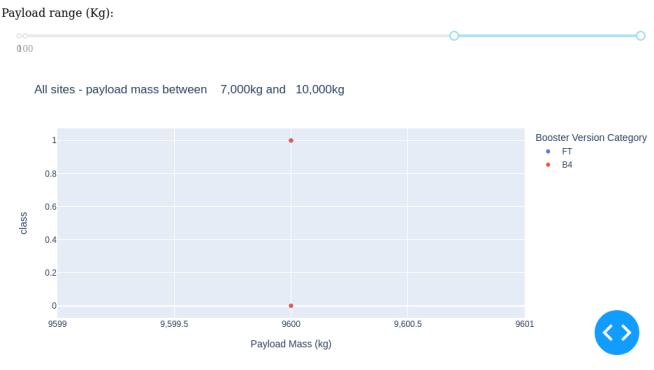 Payload range (Kg):
0 100
All sites - payload mass between 7,000kg and 10,000kg
Booster Version Category
FT
B4
1
0.8
0.6
0.4
0.2
0
class
9599 9,599.5 9600 9,600.5 9601
Payload Mass (kg)